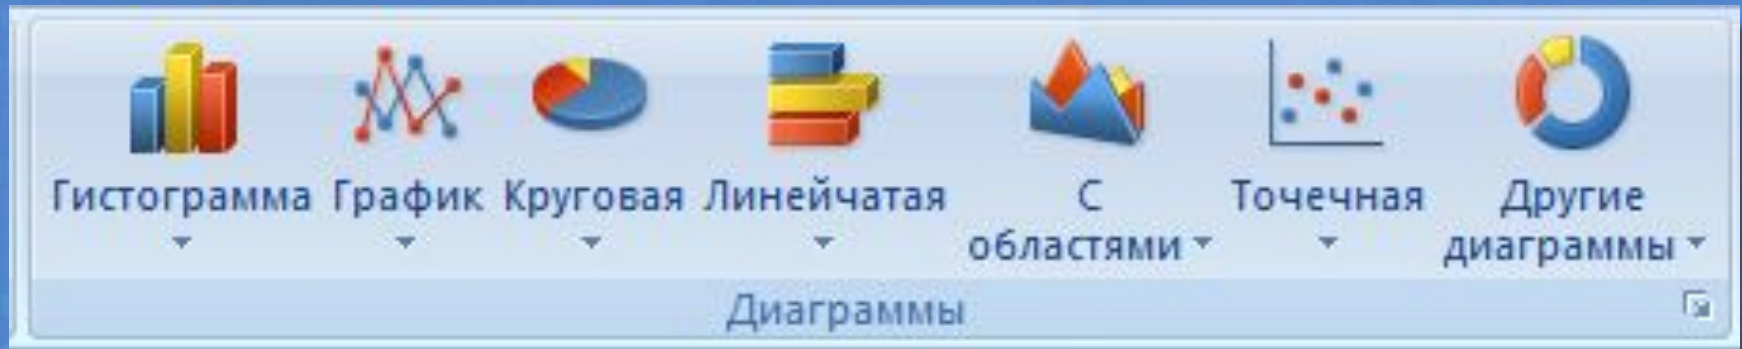 Гистограмма График Круговая Линейчатая С Точечная Другие
областями диаграммы
Диаграммы